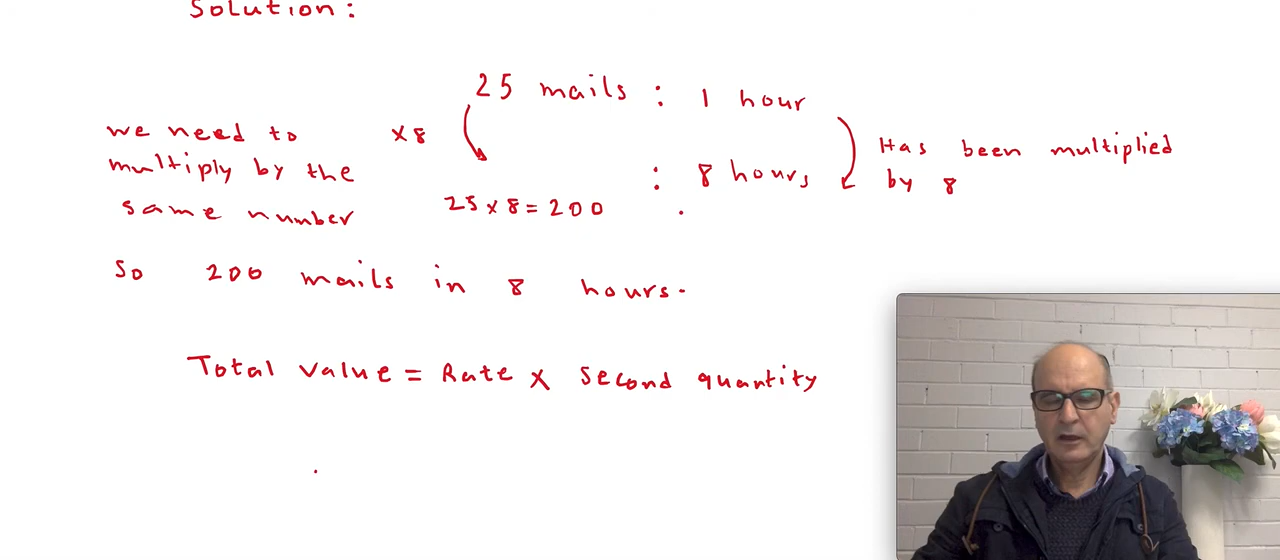 Solution:
25 mails : 1 hour
we need to ×8
multiply by the
same number
: 8 hours
25 × 8 = 200
Has been multiplied
by 8
So 200 mails in 8 hours.
Total value = Rate × second quantity